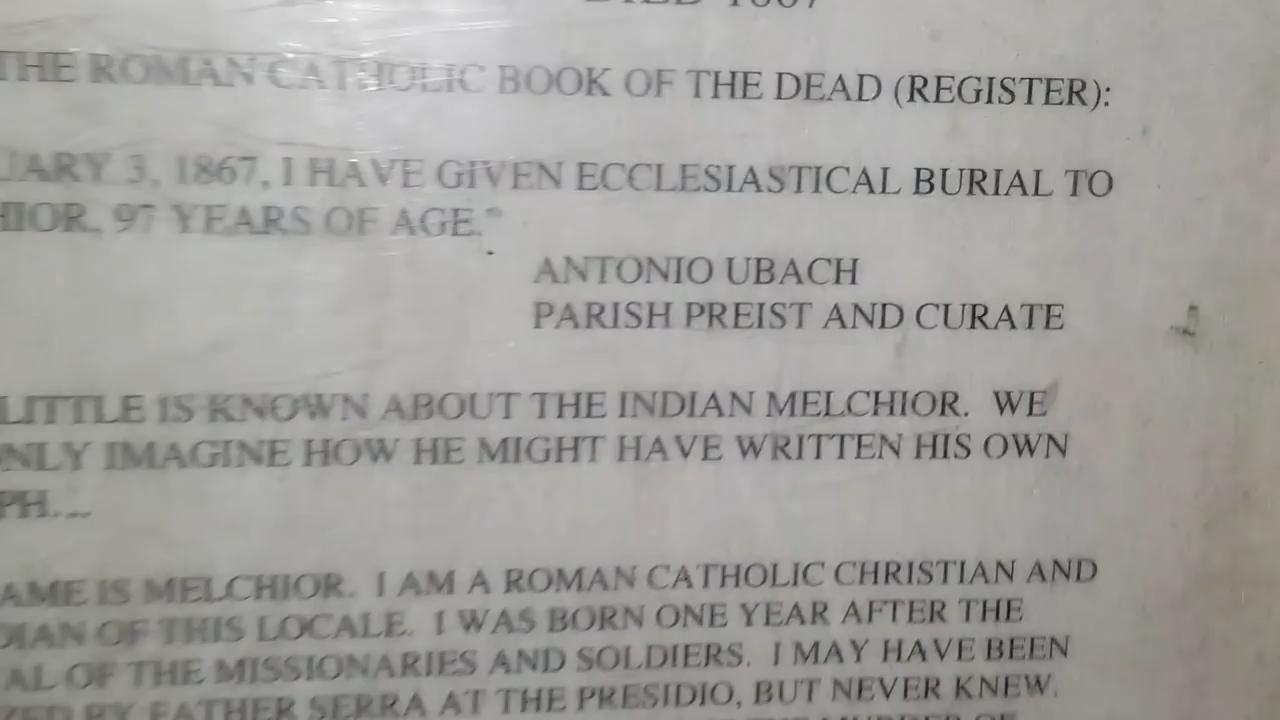 THE ROMAN CATHOLIC BOOK OF THE DEAD (REGISTER):
UARY 3, 1867, I HAVE GIVEN ECCLESIASTICAL BURIAL TO
HIOR, 97 YEARS OF AGE."
ANTONIO UBACH
PARISH PREIST AND CURATE
LITTLE IS KNOWN ABOUT THE INDIAN MELCHIOR. WE
NLY IMAGINE HOW HE MIGHT HAVE WRITTEN HIS OWN
PH....
AME IS MELCHIOR. I AM A ROMAN CATHOLIC CHRISTIAN AND
DIAN OF THIS LOCALE. I WAS BORN ONE YEAR AFTER THE
AL OF THE MISSIONARIES AND SOLDIERS. I MAY HAVE BEEN
ZED BY FATHER SERRA AT THE PRESIDIO, BUT NEVER KNEW.